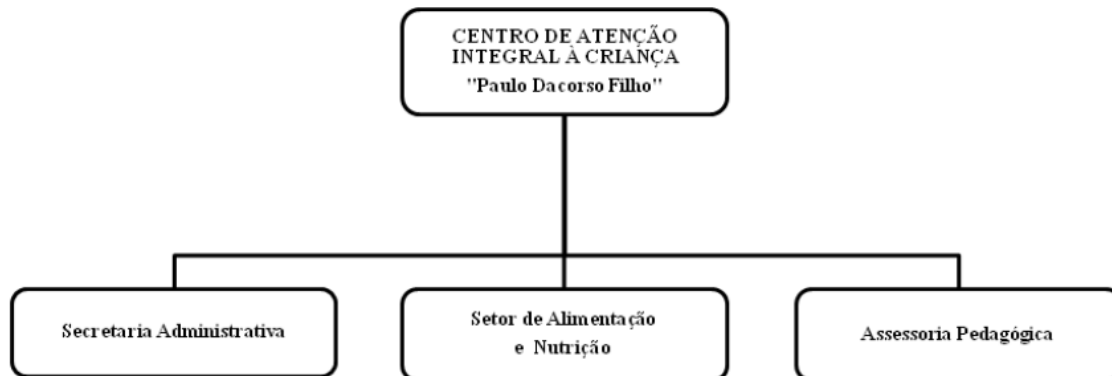 CENTRO DE ATENÇÃO
INTEGRAL À CRIANÇA
"Paulo Dacorso Filho"
Secretaria Administrativa
Setor de Alimentação
e Nutrição
Assessoria Pedagógica